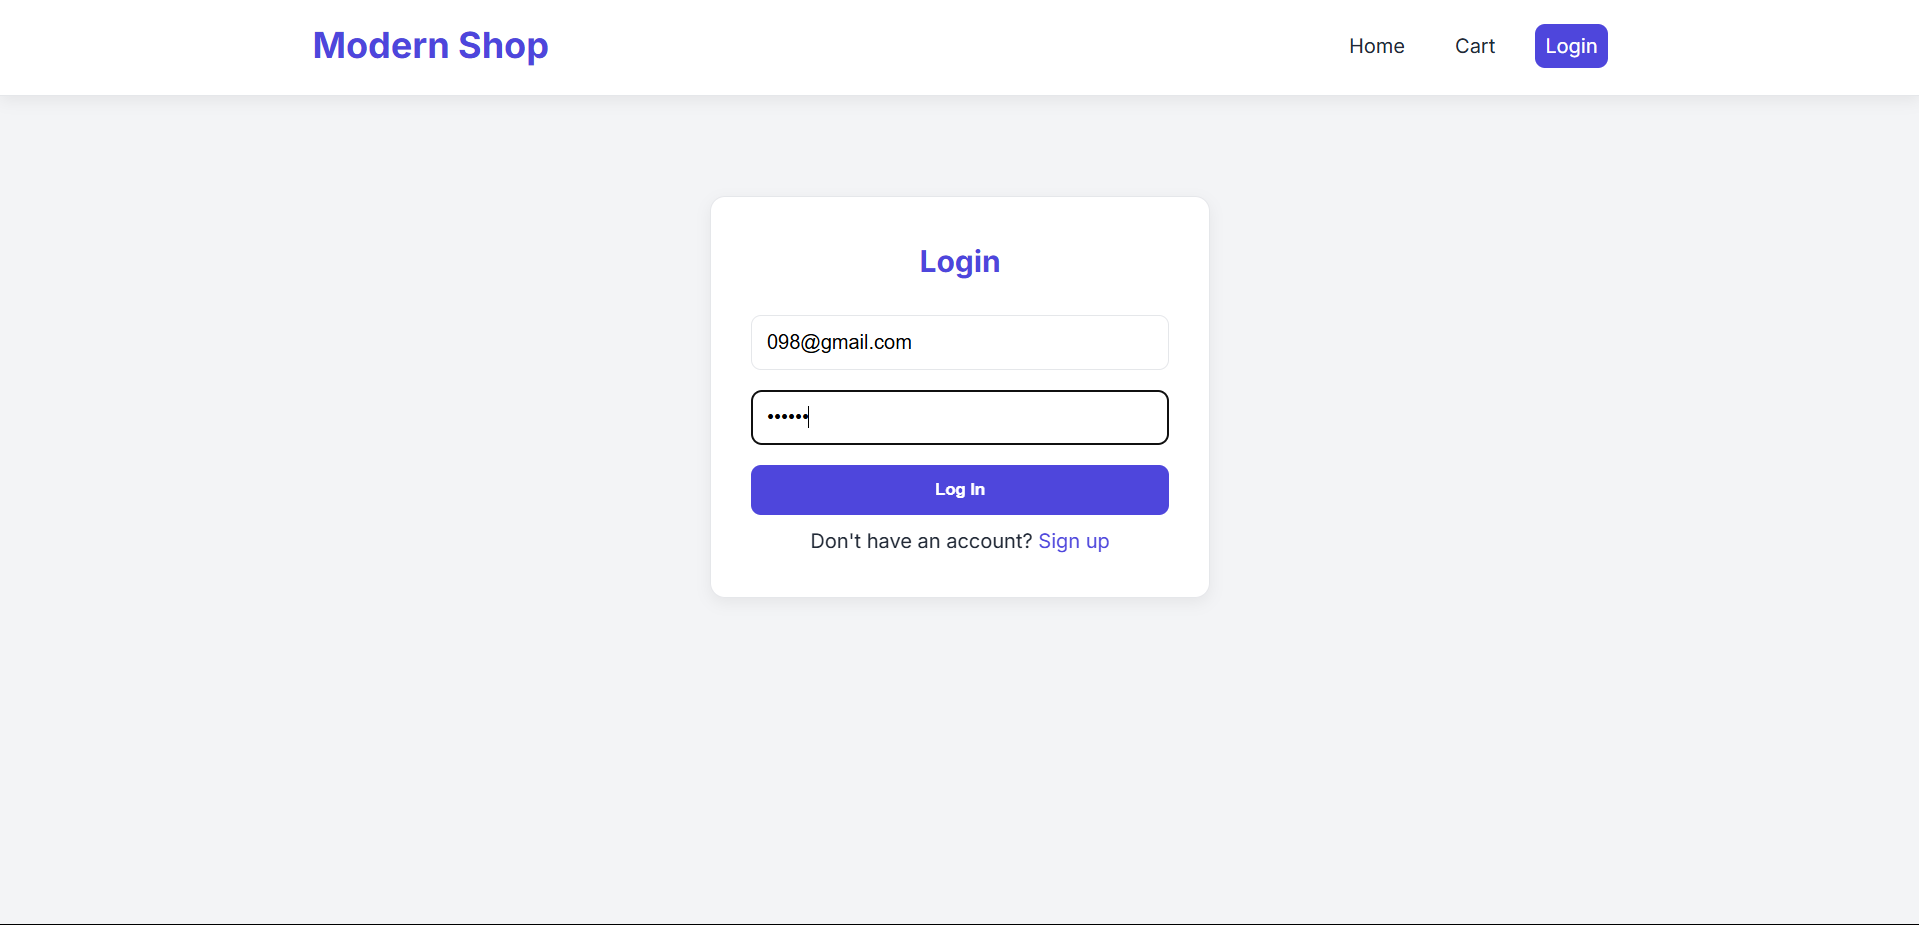 Modern Shop
Home Cart Login
Login
098@gmail.com
••••••
Log In
Don't have an account? Sign up